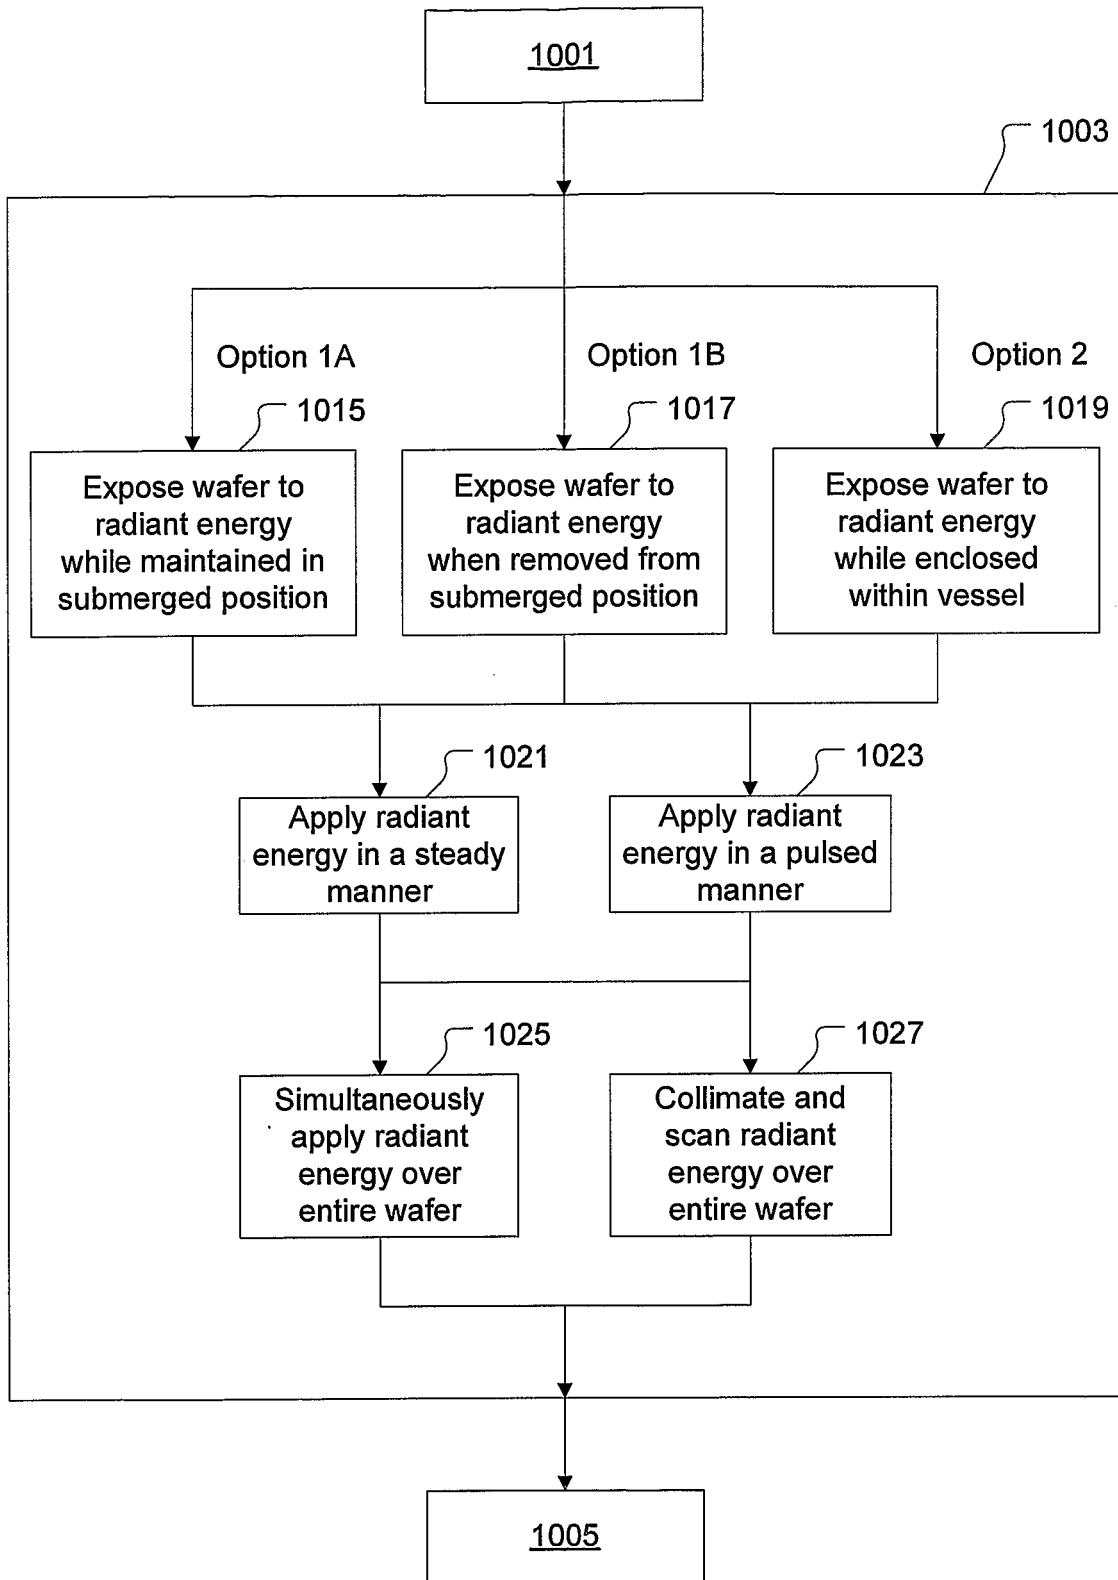 1001
1003
Option 1A
Option 1B
Option 2
1015
1017
1019
Expose wafer to
radiant energy
while maintained in
submerged position
Expose wafer to
radiant energy
when removed from
submerged position
Expose wafer to
radiant energy
while enclosed
within vessel
1021
1023
Apply radiant
energy in a steady
manner
Apply radiant
energy in a pulsed
manner
1025
1027
Simultaneously
apply radiant
energy over
entire wafer
Collimate and
scan radiant
energy over
entire wafer
1005